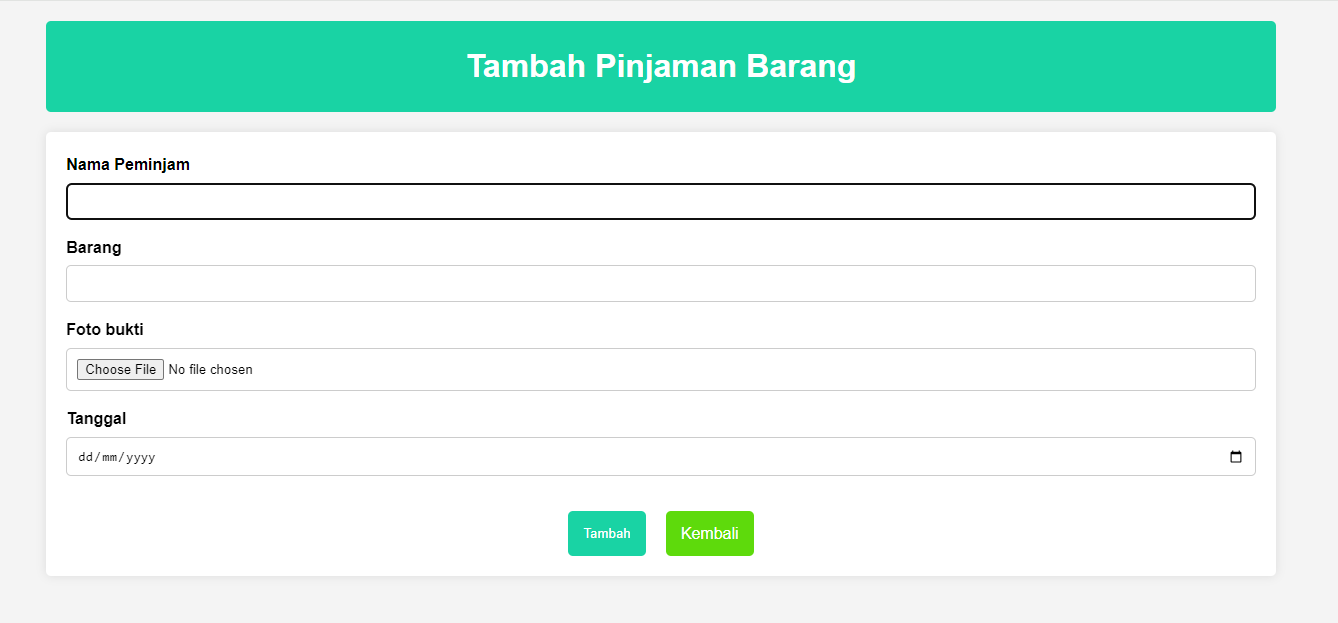 Tambah Pinjaman Barang
Nama Peminjam
Barang
Foto bukti
Choose File No file chosen
Tanggal
dd/mm/yyyy
Tambah Kembali